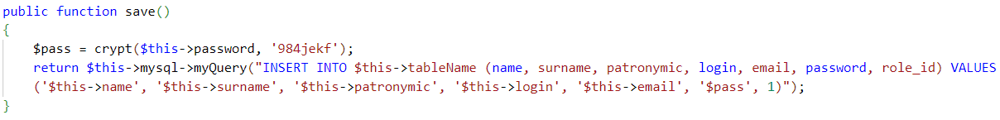 public function save()
{
    $pass = crypt($this->password, '984jekf');
    return $this->mysql->myQuery("INSERT INTO $this->tableName (name, surname, patronymic, login, email, password, role_id) VALUES
    ('$this->name', '$this->surname', '$this->patronymic', '$this->login', '$this->email', '$pass', 1)");
}